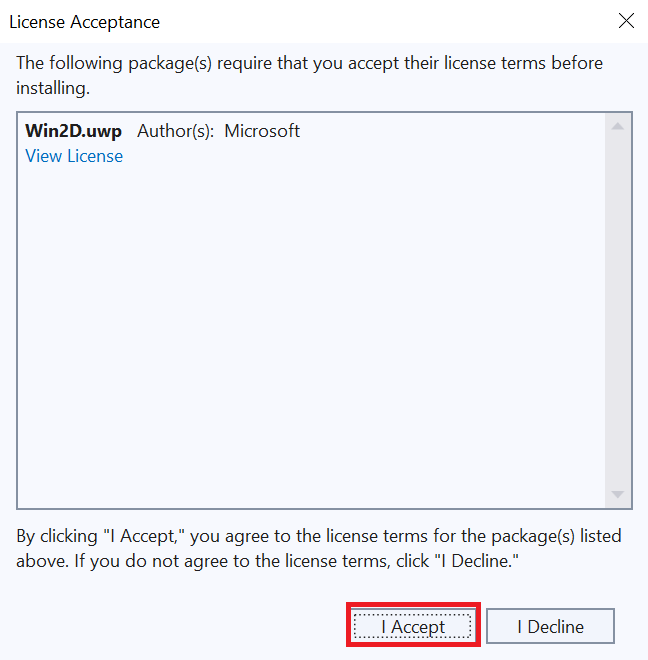 License Acceptance
The following package(s) require that you accept their license terms before
installing.
Win2D.uwp Author(s): Microsoft
View License
By clicking "I Accept," you agree to the license terms for the package(s) listed
above. If you do not agree to the license terms, click "I Decline."
I Accept I Decline